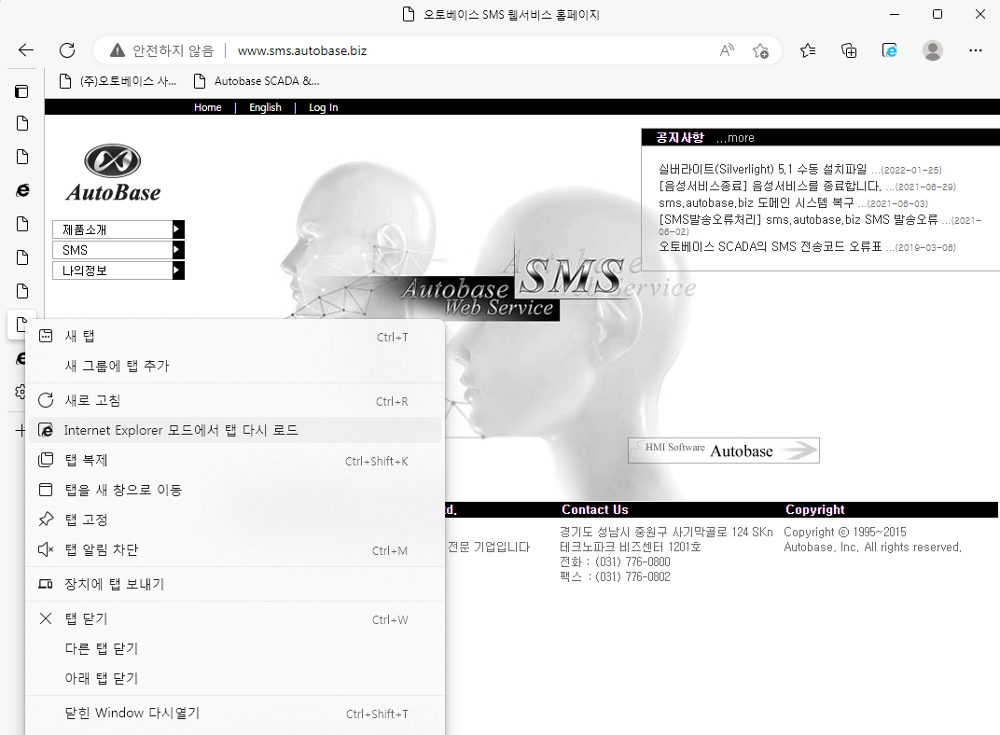 오토베이스 SMS 웹서비스 홈페이지
안전하지 않음 | www.sms.autobase.biz
(주)오토베이스 사... Autobase SCADA &...
Home | English | Log In
AutoBase
제품소개
SMS
나의정보
공지사항 ...more
실버라이트(Silverlight) 5.1 수동 설치파일 ...(2022-01-25)
[음성서비스종료] 음성서비스를 종료합니다. ...(2021-06-29)
sms.autobase.biz 도메인 시스템 복구 ...(2021-06-03)
[SMS발송오류처리] sms.autobase.biz SMS 발송오류 ...(2021-
06-02)
오토베이스 SCADA의 SMS 전송코드 오류표 ...(2019-03-06)
Autobase SMS
Web Service
새 탭 Ctrl+T
새 그룹에 탭 추가
새로 고침 Ctrl+R
Internet Explorer 모드에서 탭 다시 로드
탭 복제 Ctrl+Shift+K
탭을 새 창으로 이동
탭 고정
탭 알림 차단 Ctrl+M
장치에 탭 보내기
탭 닫기 Ctrl+W
다른 탭 닫기
아래 탭 닫기
닫힌 Window 다시열기 Ctrl+Shift+T
HMI Software Autobase
td.
전문 기업입니다
Contact Us
경기도 성남시 중원구 사기막골로 124 SKn
테크노파크 비즈센터 1201호
전화 : (031) 776-0800
팩스 : (031) 776-0802
Copyright
Copyright ⓒ 1995~2015
Autobase, Inc. All rights reserved.